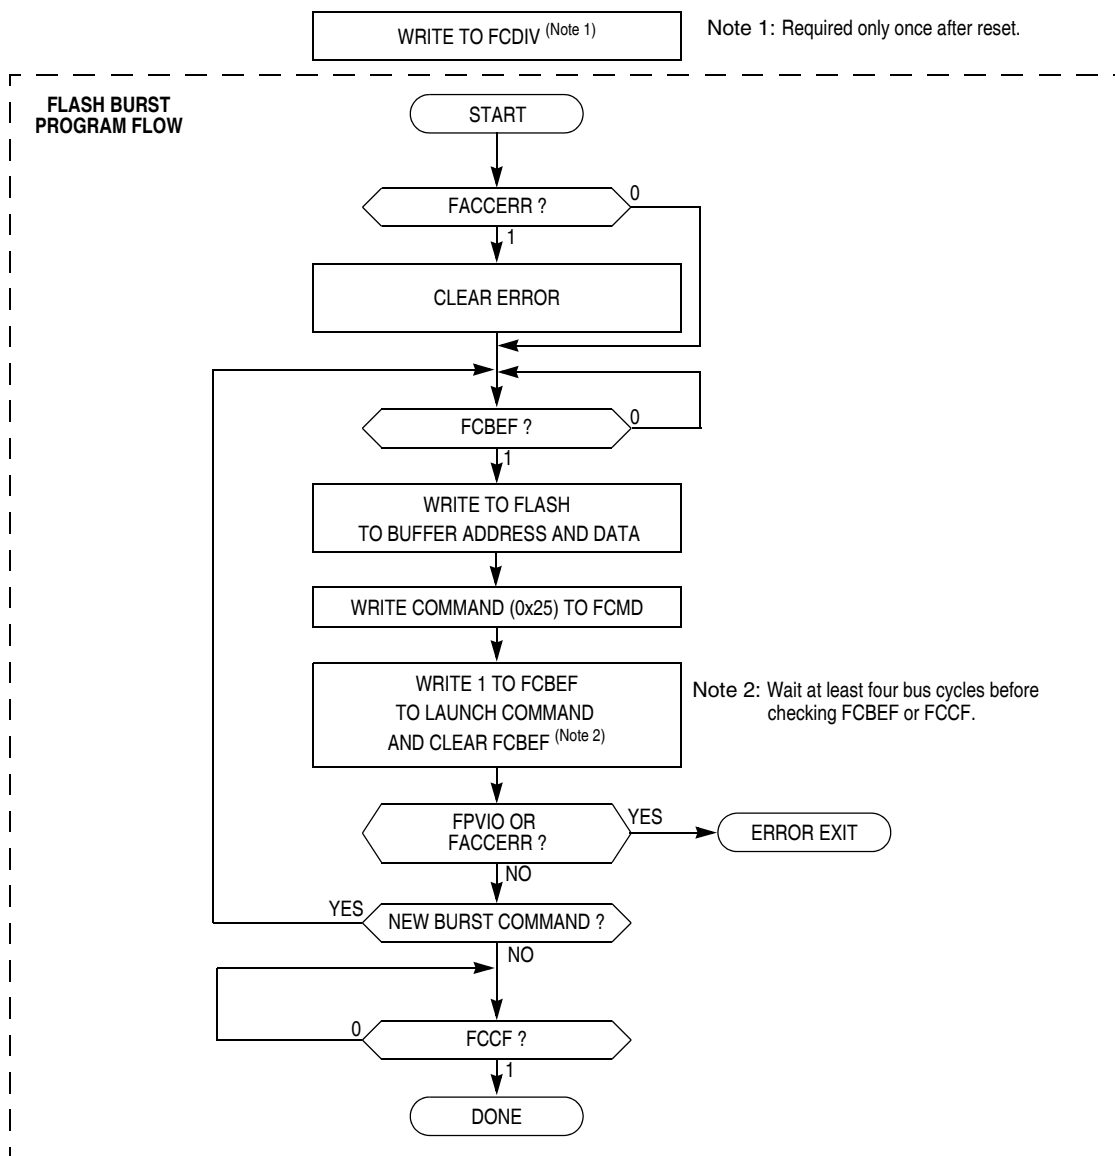 WRITE TO FCDIV (Note 1)
Note 1: Required only once after reset.
FLASH BURST
PROGRAM FLOW
START
FACCERR ?
0
1
CLEAR ERROR
FCBEF ?
0
1
WRITE TO FLASH
TO BUFFER ADDRESS AND DATA
WRITE COMMAND (0x25) TO FCMD
WRITE 1 TO FCBEF
TO LAUNCH COMMAND
AND CLEAR FCBEF (Note 2)
Note 2: Wait at least four bus cycles before
checking FCBEF or FCCF.
FPVIO OR
FACCERR ?
YES
ERROR EXIT
NO
YES
NEW BURST COMMAND ?
NO
0
FCCF ?
1
DONE